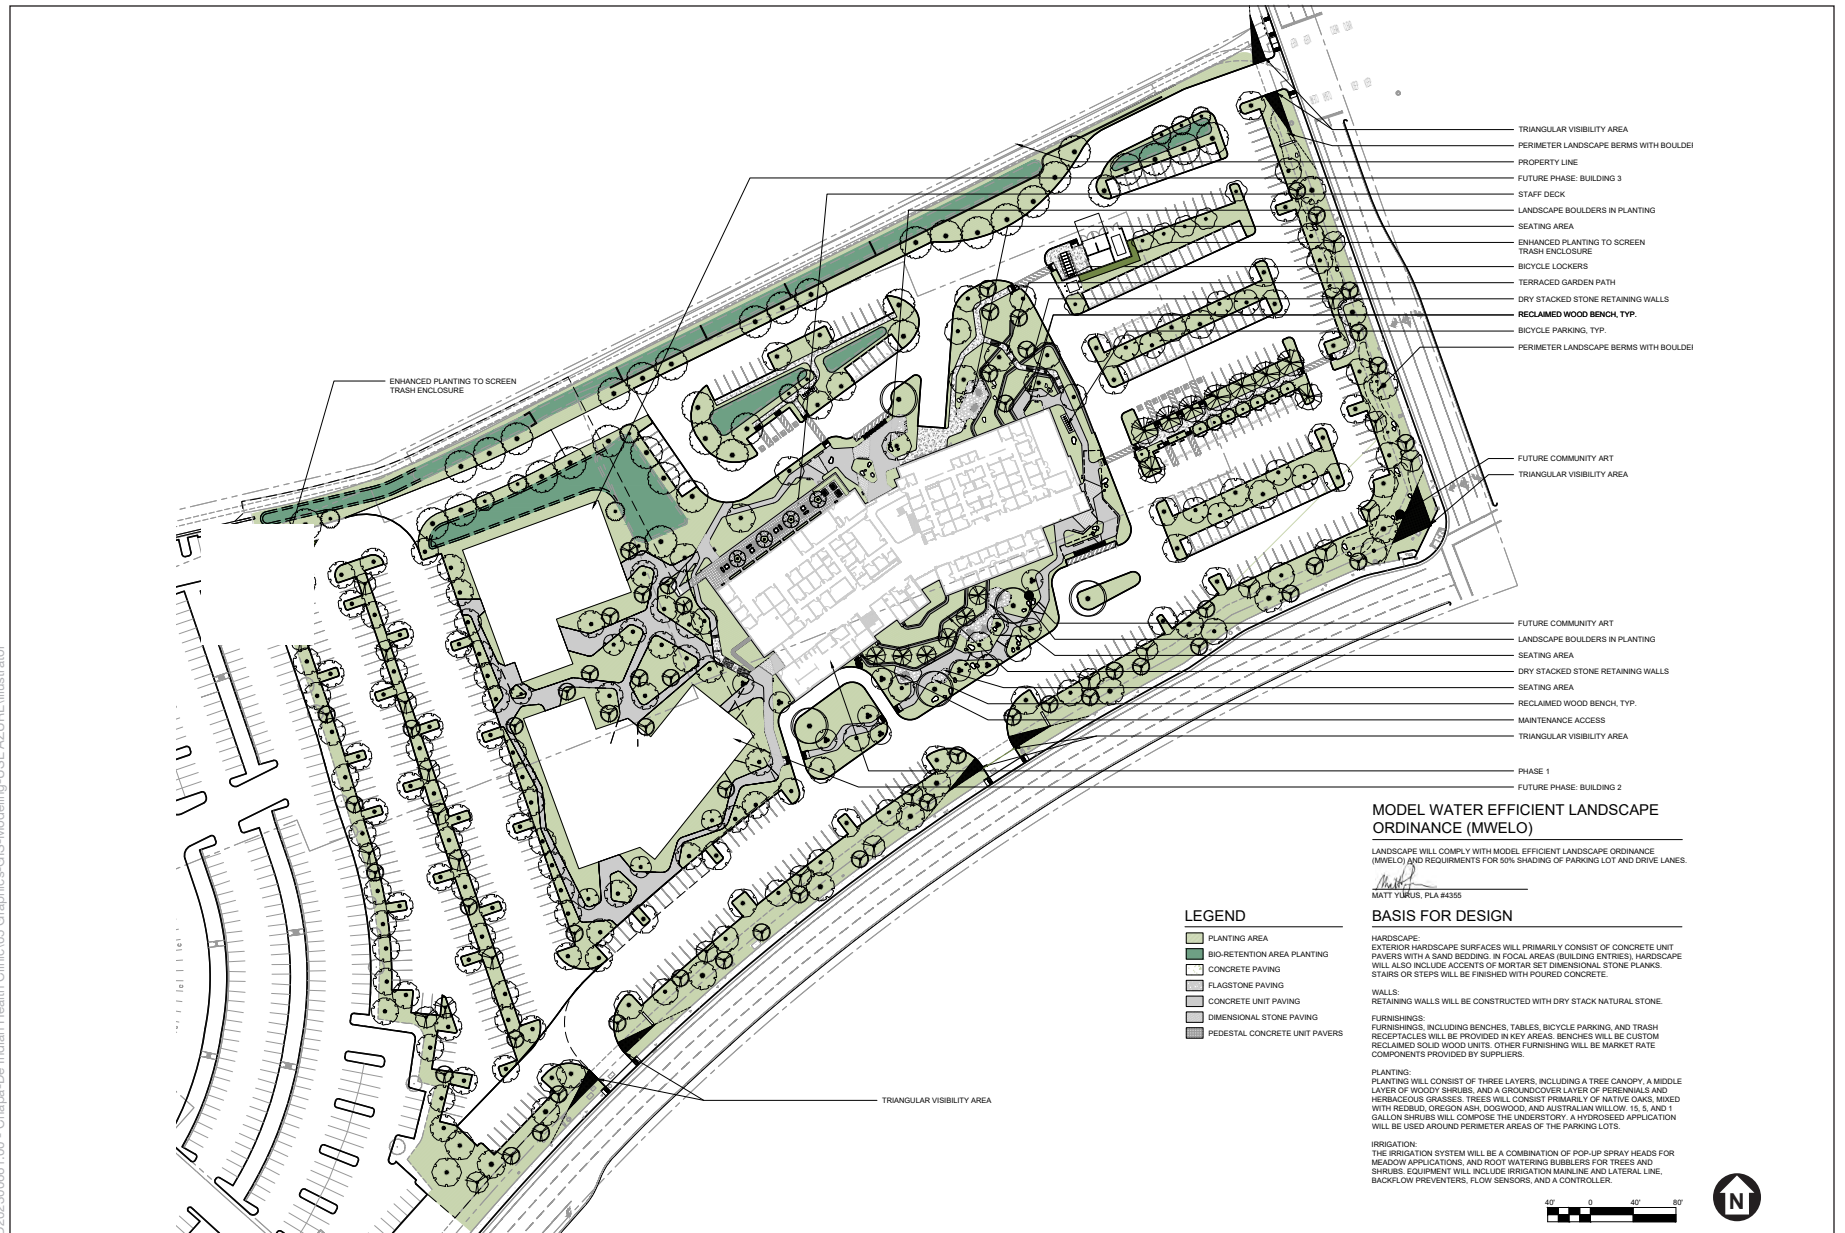 TRIANGULAR VISIBILITY AREA
PERIMETER LANDSCAPE BERMS WITH BOULDE
PROPERTY LINE
FUTURE PHASE: BUILDING 3
STAFF DECK
LANDSCAPE BOULDERS IN PLANTING
SEATING AREA
ENHANCED PLANTING TO SCREEN
TRASH ENCLOSURE
BICYCLE LOCKERS
TERRACED GARDEN PATH
DRY STACKED STONE RETAINING WALLS
RECLAIMED WOOD BENCH, TYP.
BICYCLE PARKING, TYP.
PERIMETER LANDSCAPE BERMS WITH BOULDE
ENHANCED PLANTING TO SCREEN
TRASH ENCLOSURE
FUTURE COMMUNITY ART
TRIANGULAR VISIBILITY AREA
FUTURE COMMUNITY ART
LANDSCAPE BOULDERS IN PLANTING
SEATING AREA
DRY STACKED STONE RETAINING WALLS
SEATING AREA
RECLAIMED WOOD BENCH, TYP.
MAINTENANCE ACCESS
TRIANGULAR VISIBILITY AREA
PHASE 1
FUTURE PHASE: BUILDING 2
MODEL WATER EFFICIENT LANDSCAPE
ORDINANCE (MWELO)
LANDSCAPE WILL COMPLY WITH MODEL EFFICIENT LANDSCAPE ORDINANCE
(MWELO) AND REQUIRMENTS FOR 50% SHADING OF PARKING LOT AND DRIVE LANES.
MATT YURUS, PLA #4355
LEGEND
PLANTING AREA
BIO-RETENTION AREA PLANTING
CONCRETE PAVING
FLAGSTONE PAVING
CONCRETE UNIT PAVING
DIMENSIONAL STONE PAVING
PEDESTAL CONCRETE UNIT PAVERS
BASIS FOR DESIGN
HARDSCAPE:
EXTERIOR HARDSCAPE SURFACES WILL PRIMARILY CONSIST OF CONCRETE UNIT
PAVERS WITH A SAND BEDDING. IN FOCAL AREAS (BUILDING ENTRIES), HARDSCAPE
WILL ALSO INCLUDE ACCENTS OF MORTAR SET DIMENSIONAL STONE PLANKS.
STAIRS OR STEPS WILL BE FINISHED WITH POURED CONCRETE.
WALLS:
RETAINING WALLS WILL BE CONSTRUCTED WITH DRY STACK NATURAL STONE.
FURNISHINGS:
FURNISHINGS, INCLUDING BENCHES, TABLES, BICYCLE PARKING, AND TRASH
RECEPTACLES WILL BE PROVIDED IN KEY AREAS. BENCHES WILL BE CUSTOM
RECLAIMED SOLID WOOD UNITS. OTHER FURNISHING WILL BE MARKET RATE
COMPONENTS PROVIDED BY SUPPLIERS.
PLANTING:
PLANTING WILL CONSIST OF THREE LAYERS, INCLUDING A TREE CANOPY, A MIDDLE
LAYER OF WOODY SHRUBS, AND A GROUNDCOVER LAYER OF PERENNIALS AND
HERBACEOUS GRASSES. TREES WILL CONSIST PRIMARILY OF NATIVE OAKS, MIXED
WITH REDBUD, OREGON ASH, DOGWOOD, AND AUSTRALIAN WILLOW. 15, 5, AND 1
GALLON SHRUBS WILL COMPOSE THE UNDERSTORY. A HYDROSEED APPLICATION
WILL BE USED AROUND PERIMETER AREAS OF THE PARKING LOTS.
IRRIGATION:
THE IRRIGATION SYSTEM WILL BE A COMBINATION OF POP-UP SPRAY HEADS FOR
MEADOW APPLICATIONS, AND ROOT WATERING BUBBLERS FOR TREES AND
SHRUBS. EQUIPMENT WILL INCLUDE IRRIGATION MAINLINE AND LATERAL LINE,
BACKFLOW PREVENTERS, FLOW SENSORS, AND A CONTROLLER.
TRIANGULAR VISIBILITY AREA
40' 0 40' 80'
N